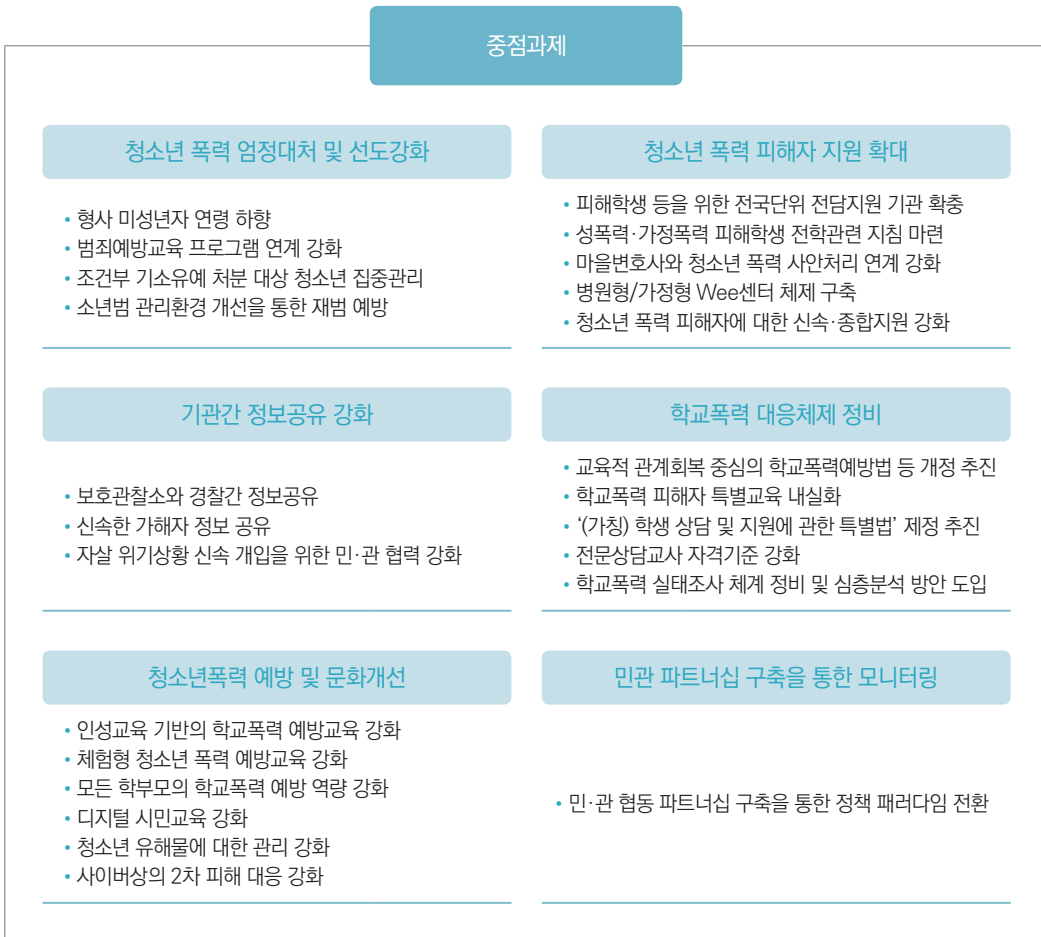 중점과제
청소년 폭력 엄정대처 및 선도강화
• 형사 미성년자 연령 하향
• 범죄예방교육 프로그램 연계 강화
• 조건부 기소유예 처분 대상 청소년 집중관리
• 소년범 관리환경 개선을 통한 재범 예방
청소년 폭력 피해자 지원 확대
• 피해학생 등을 위한 전국단위 전담지원 기관 확충
• 성폭력·가정폭력 피해학생 전학관련 지침 마련
• 마을변호사와 청소년 폭력 사안처리 연계 강화
• 병원형/가정형 Wee센터 체제 구축
• 청소년 폭력 피해자에 대한 신속·종합지원 강화
기관간 정보공유 강화
• 보호관찰소와 경찰간 정보공유
• 신속한 가해자 정보 공유
• 자살 위기상황 신속 개입을 위한 민·관 협력 강화
학교폭력 대응체제 정비
• 교육적 관계회복 중심의 학교폭력예방법 등 개정 추진
• 학교폭력 피해자 특별교육 내실화
• ‘(가칭) 학생 상담 및 지원에 관한 특별법’ 제정 추진
• 전문상담교사 자격기준 강화
• 학교폭력 실태조사 체계 정비 및 심층분석 방안 도입
청소년폭력 예방 및 문화개선
• 인성교육 기반의 학교폭력 예방교육 강화
• 체험형 청소년 폭력 예방교육 강화
• 모든 학부모의 학교폭력 예방 역량 강화
• 디지털 시민교육 강화
• 청소년 유해물에 대한 관리 강화
• 사이버상의 2차 피해 대응 강화
민관 파트너십 구축을 통한 모니터링
• 민·관 협동 파트너십 구축을 통한 정책 패러다임 전환